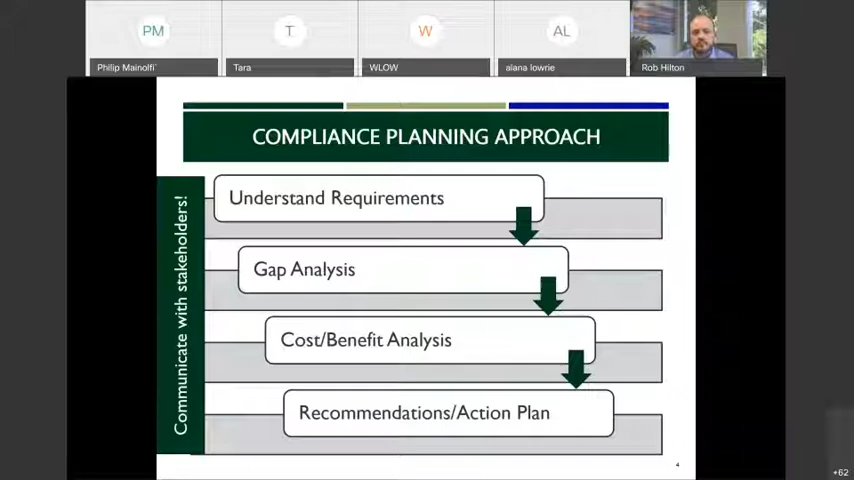 PM
T
W
AL
Philip Mainolfi
Tara
WLOW
alana lowrie
Rob Hilton
COMPLIANCE PLANNING APPROACH
Communicate with stakeholders!
Understand Requirements
Gap Analysis
Cost/Benefit Analysis
Recommendations/Action Plan
4
+62